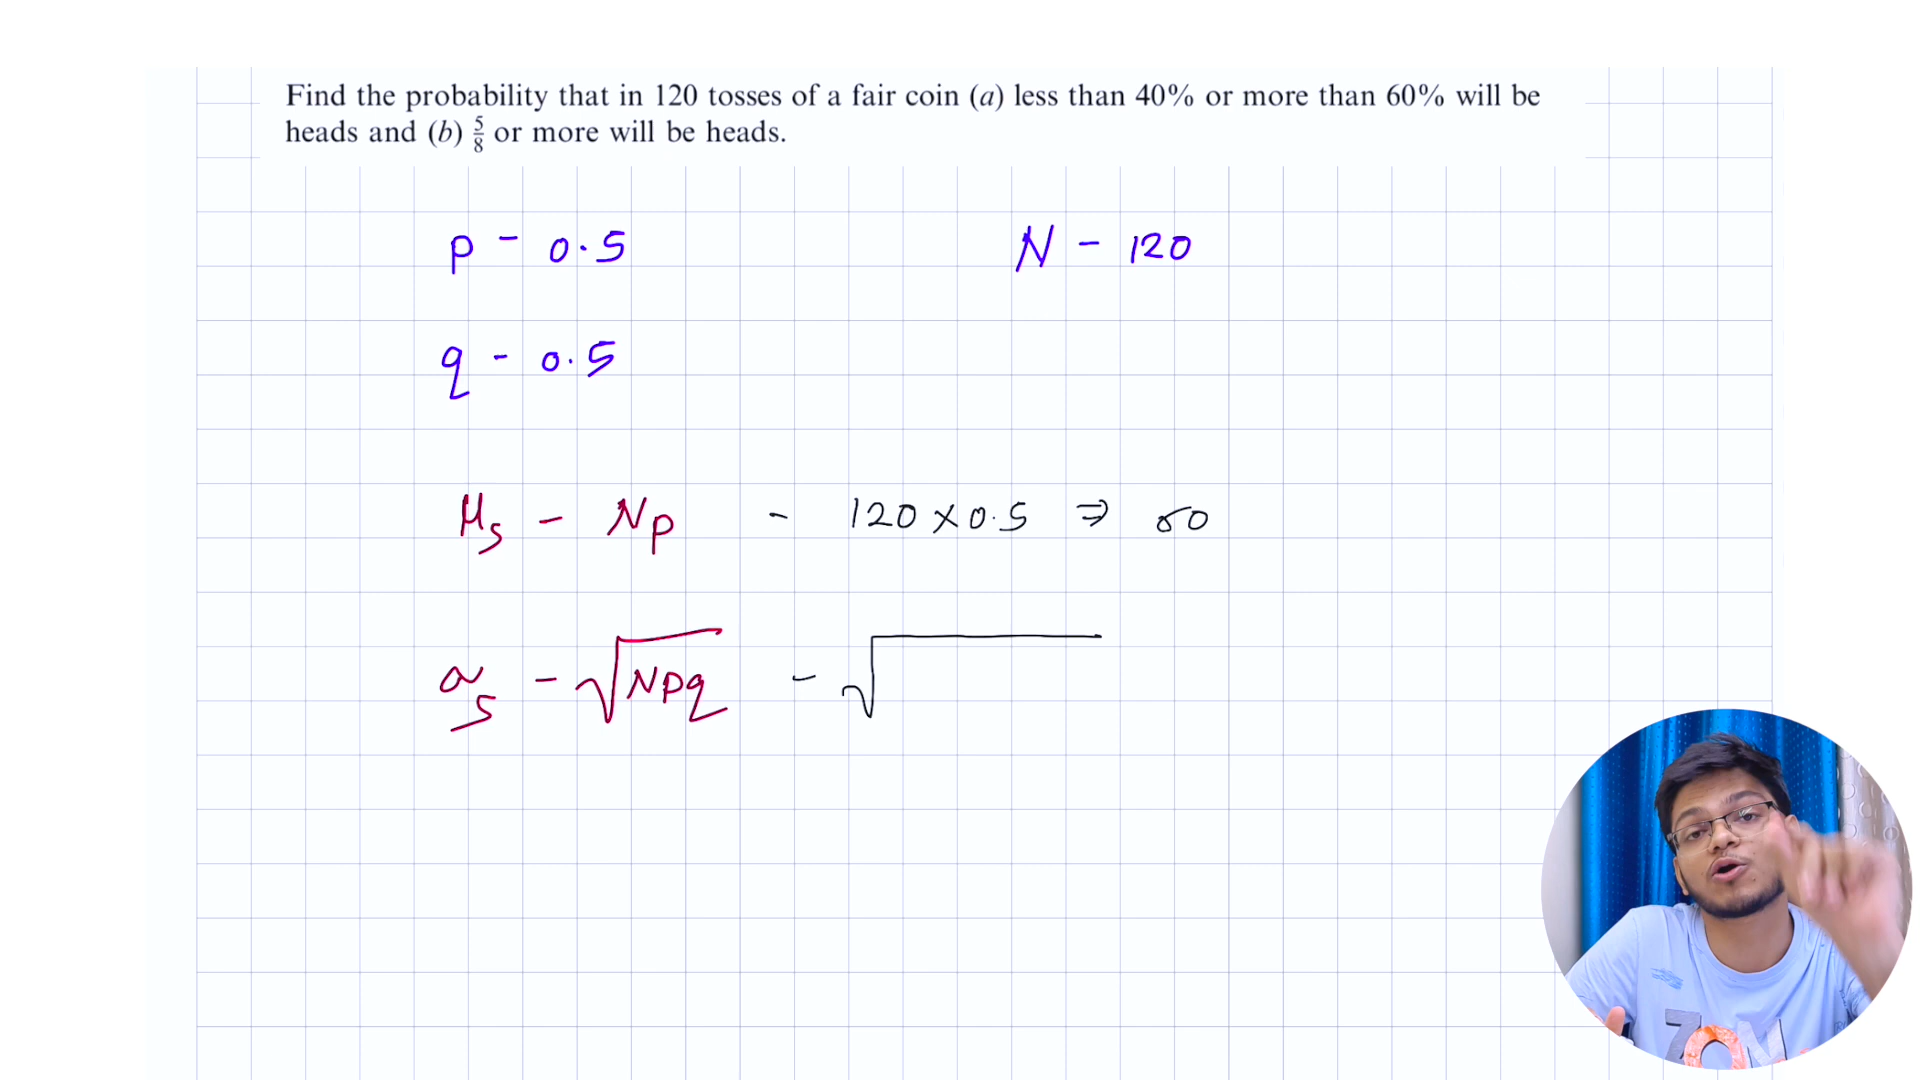 Find the probability that in 120 tosses of a fair coin (a) less than 40% or more than 60% will be
heads and (b) 5/8 or more will be heads.
p - 0.5
N - 120
q - 0.5
μs - Np - 120 × 0.5 ⇒ 60
σs - √Npq - √